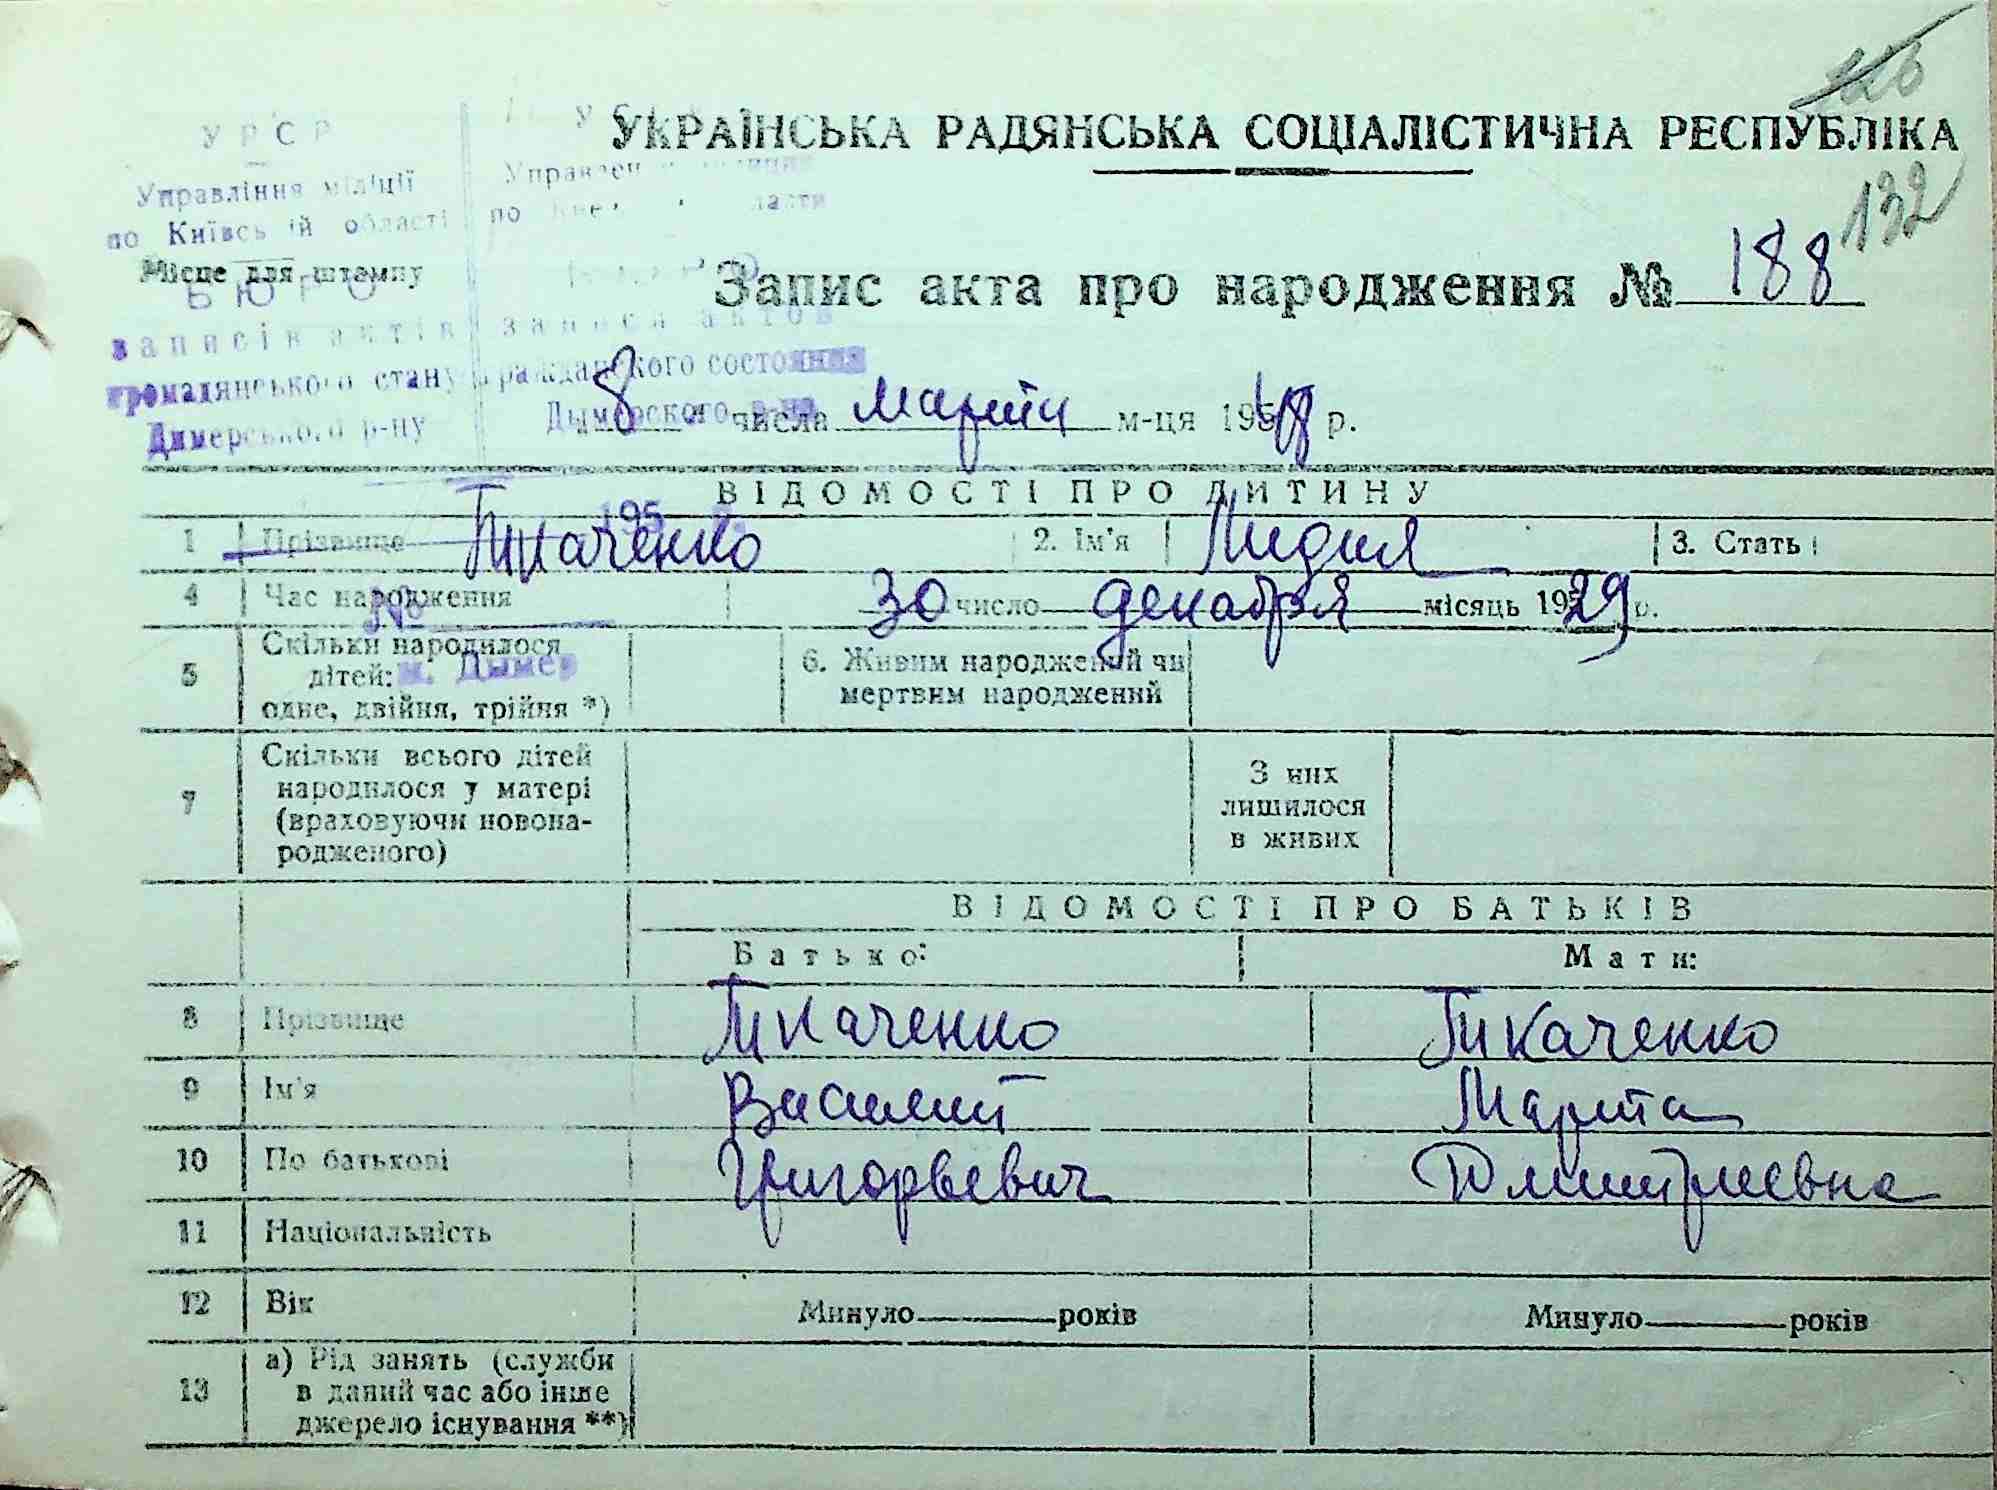 226
УКРАЇНСЬКА РАДЯНСЬКА СОЦІАЛІСТИЧНА РЕСПУБЛІКА
132
УРСР
Управління міліції
по Київській області
Місце для штампу
БЮРО
записів актів
громадянського стану
Димерського р-ну
записи актов
гражданского состояния
Дымерского р-на
195
№
м. Дымер
Запис акта про народження № 188
8 числа марта м-ця 195 р.
ВІДОМОСТІ ПРО ДИТИНУ
1 Прізвище Ткаченко 2. Ім'я Лидия 3. Стать
4 Час народження 30 число декабря місяць 1929 р.
5 Скільки народилося дітей: одне, двійня, трійня *) 6. Живим народжений чи мертвим народжений
7 Скільки всього дітей народилося у матері (враховуючи новонародженого) З них лишилося в живих
ВІДОМОСТІ ПРО БАТЬКІВ
Батько: Мати:
8 Прізвище Ткаченко Ткаченко
9 Ім'я Василий Марта
10 По батькові Григорьевич Дмитриевна
11 Національність
12 Вік Минуло років Минуло років
13 а) Рід занять (служби в даний час або інше джерело існування **)